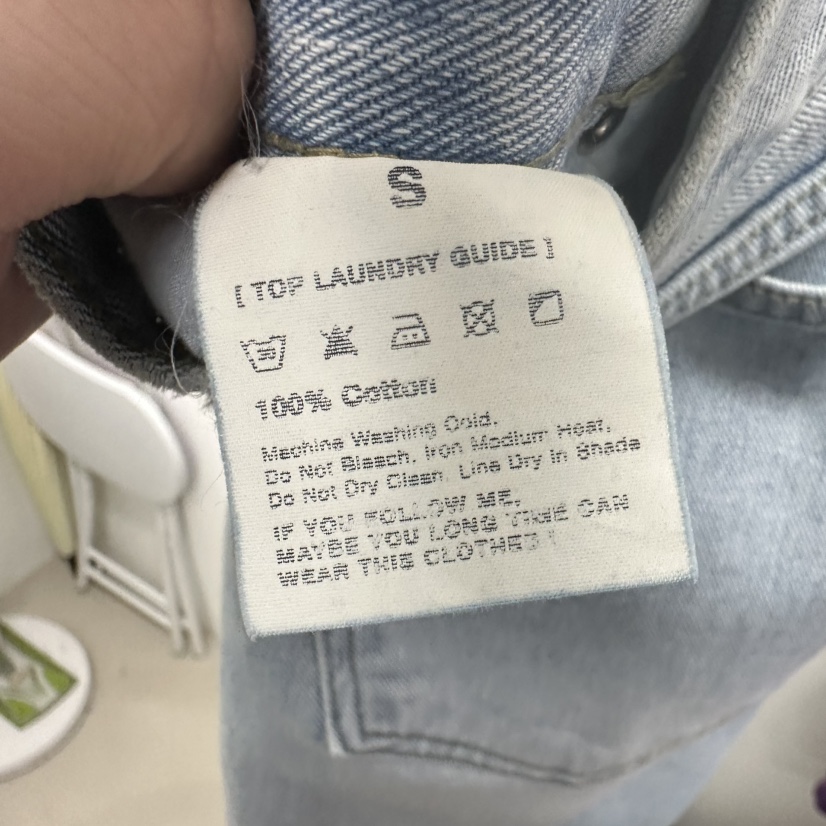 S
[ TOP LAUNDRY GUIDE ]
30
100% Cotton
Machine Washing Cold.
Do Not Bleach, Iron Medium Heat,
Do Not Dry Clean, Line Dry in Shade
IF YOU FOLLOW ME,
MAYBE YOU LONG TIME CAN
WEAR THIS CLOTHES !